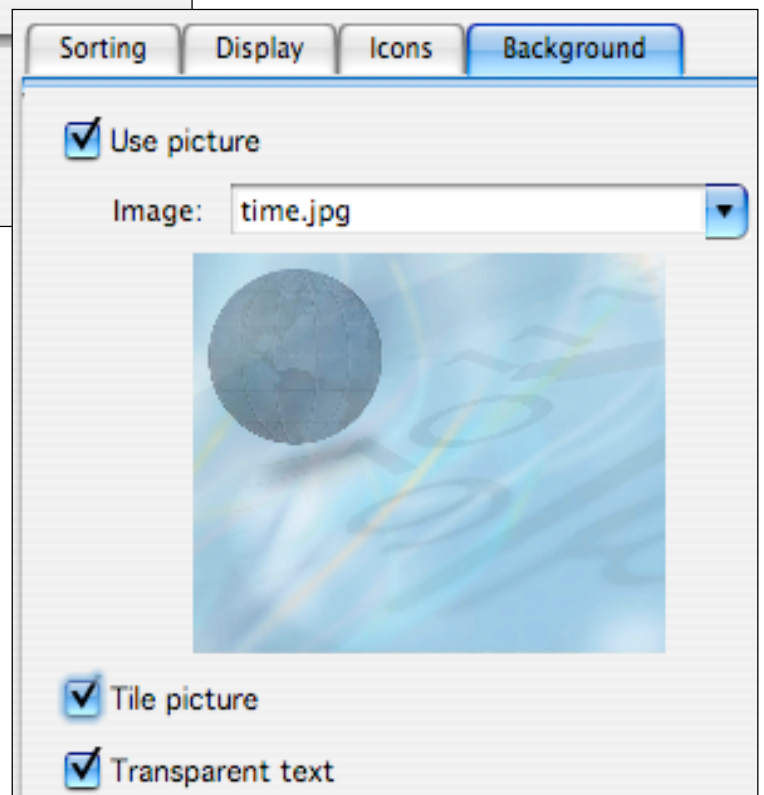 Sorting Display Icons Background
Use picture
Image: time.jpg
Tile picture
Transparent text